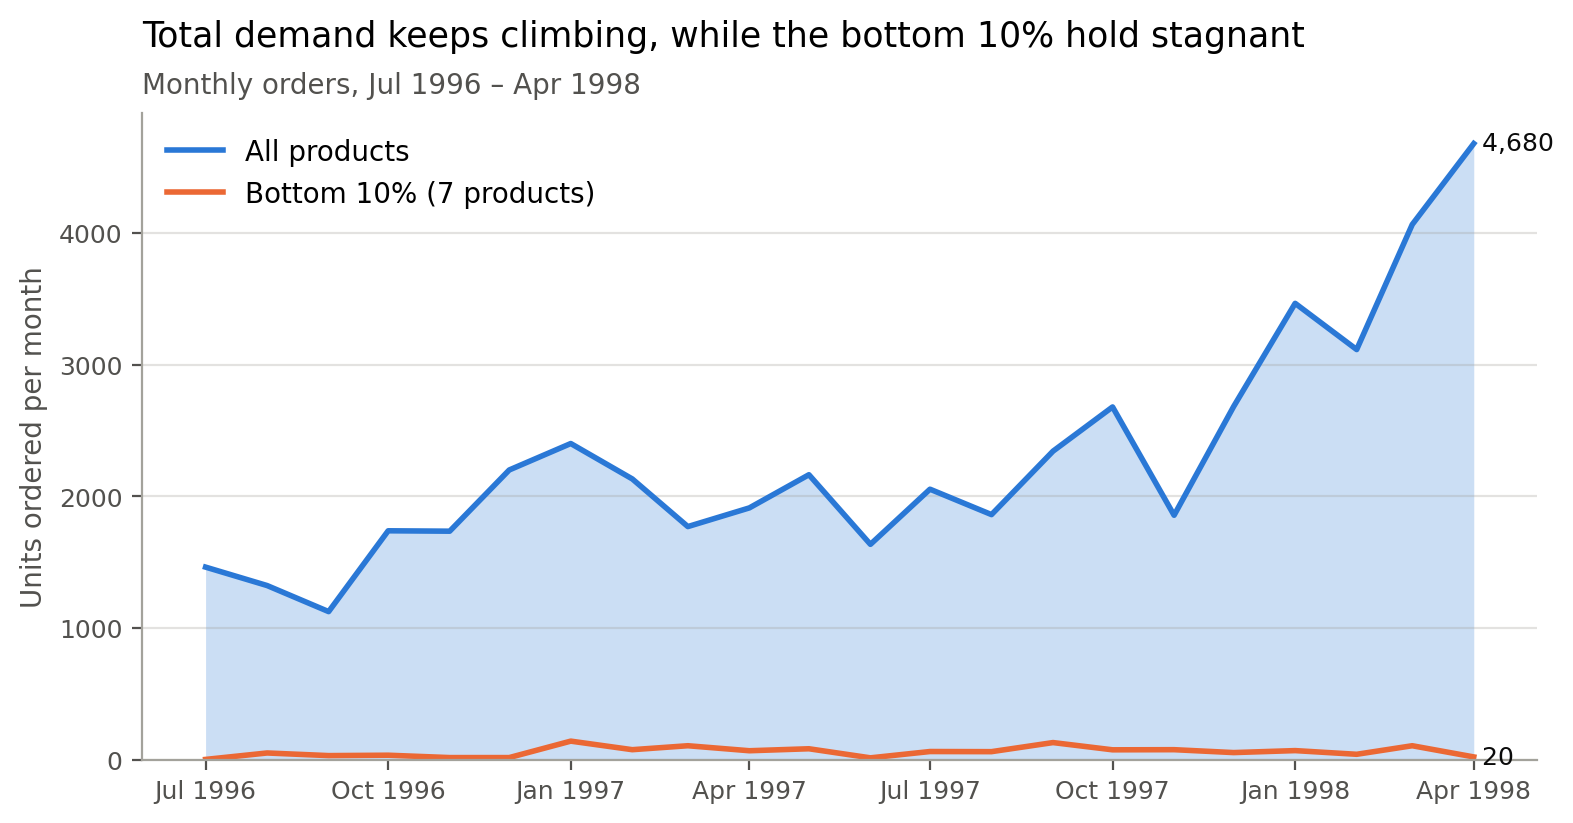 Total demand keeps climbing, while the bottom 10% hold stagnant
Monthly orders, Jul 1996 – Apr 1998
All products
Bottom 10% (7 products)
Units ordered per month
4000
3000
2000
1000
0
4,680
20
Jul 1996
Oct 1996
Jan 1997
Apr 1997
Jul 1997
Oct 1997
Jan 1998
Apr 1998